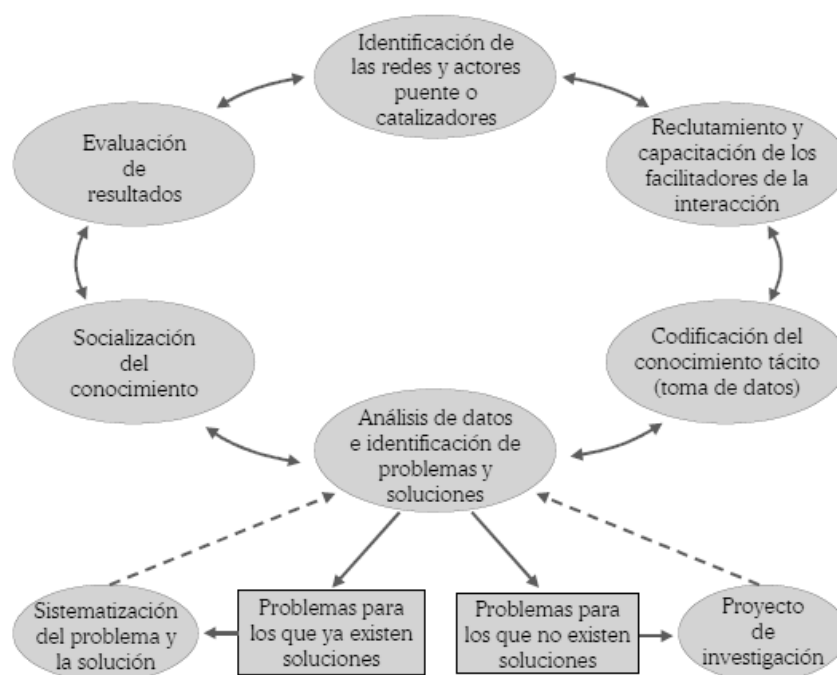 Identificación de
las redes y actores
puente o
catalizadores
Evaluación
de
resultados
Reclutamiento y
capacitación de los
facilitadores de la
interacción
Socialización
del
conocimiento
Codificación del
conocimiento tácito
(toma de datos)
Análisis de datos
e identificación de
problemas y
soluciones
Sistematización
del problema y
la solución
Problemas para
los que ya existen
soluciones
Problemas para
los que no existen
soluciones
Proyecto
de
investigación